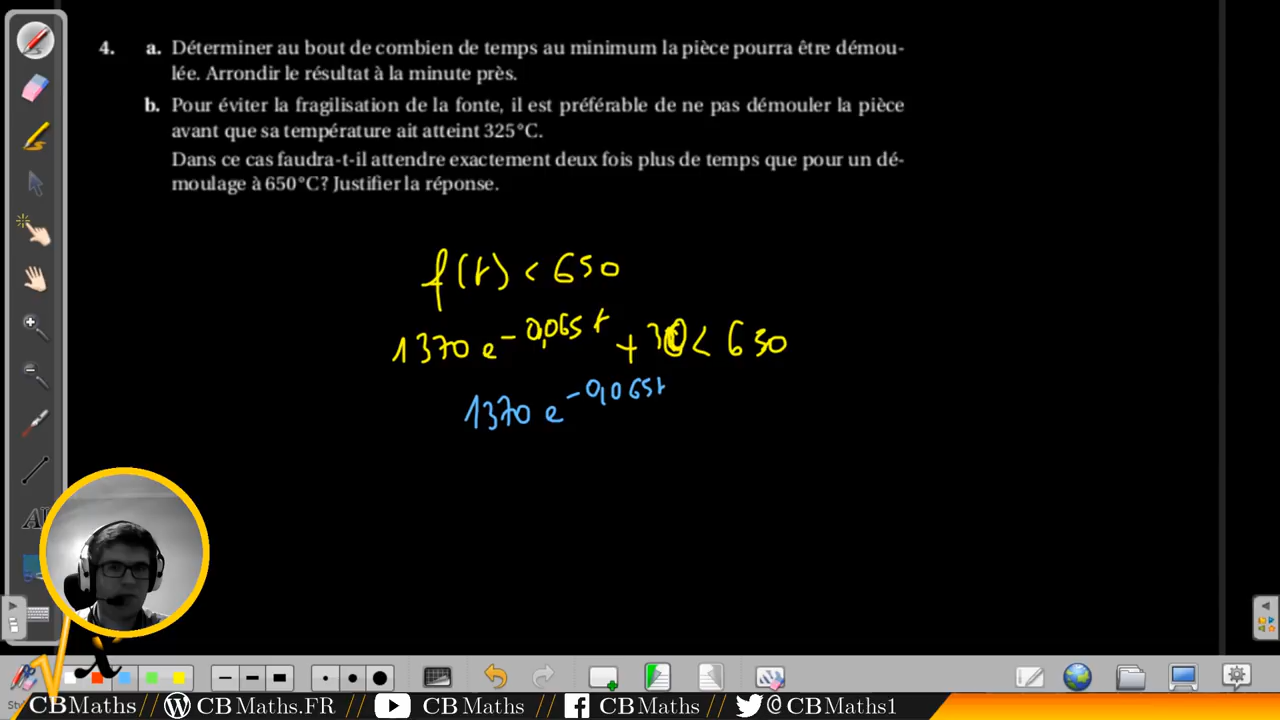 4. a. Déterminer au bout de combien de temps au minimum la pièce pourra être démou-
lée. Arrondir le résultat à la minute près.
b. Pour éviter la fragilisation de la fonte, il est préférable de ne pas démouler la pièce
avant que sa température ait atteint 325°C.
Dans ce cas faudra-t-il attendre exactement deux fois plus de temps que pour un dé-
moulage à 650°C? Justifier la réponse.
f(t) < 650
1370 e^-0,065t + 30 < 650
1370 e^-0,065t
CBMaths // CBMaths.FR // CBMaths // CBMaths // @CBMaths1